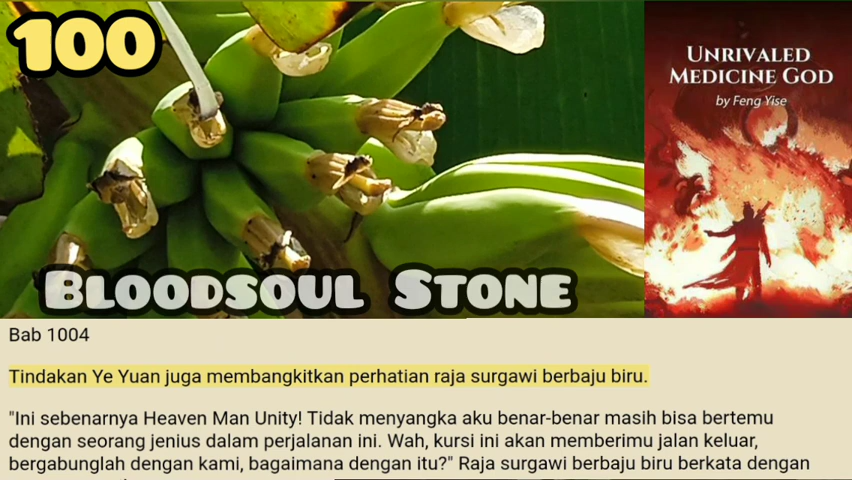 100
UNRIVALED
MEDICINE GOD
by Feng Yise
BLOODSOUL STONE
Bab 1004
Tindakan Ye Yuan juga membangkitkan perhatian raja surgawi berbaju biru.
"Ini sebenarnya Heaven Man Unity! Tidak menyangka aku benar-benar masih bisa bertemu
dengan seorang jenius dalam perjalanan ini. Wah, kursi ini akan memberimu jalan keluar,
bergabunglah dengan kami, bagaimana dengan itu?" Raja surgawi berbaju biru berkata dengan